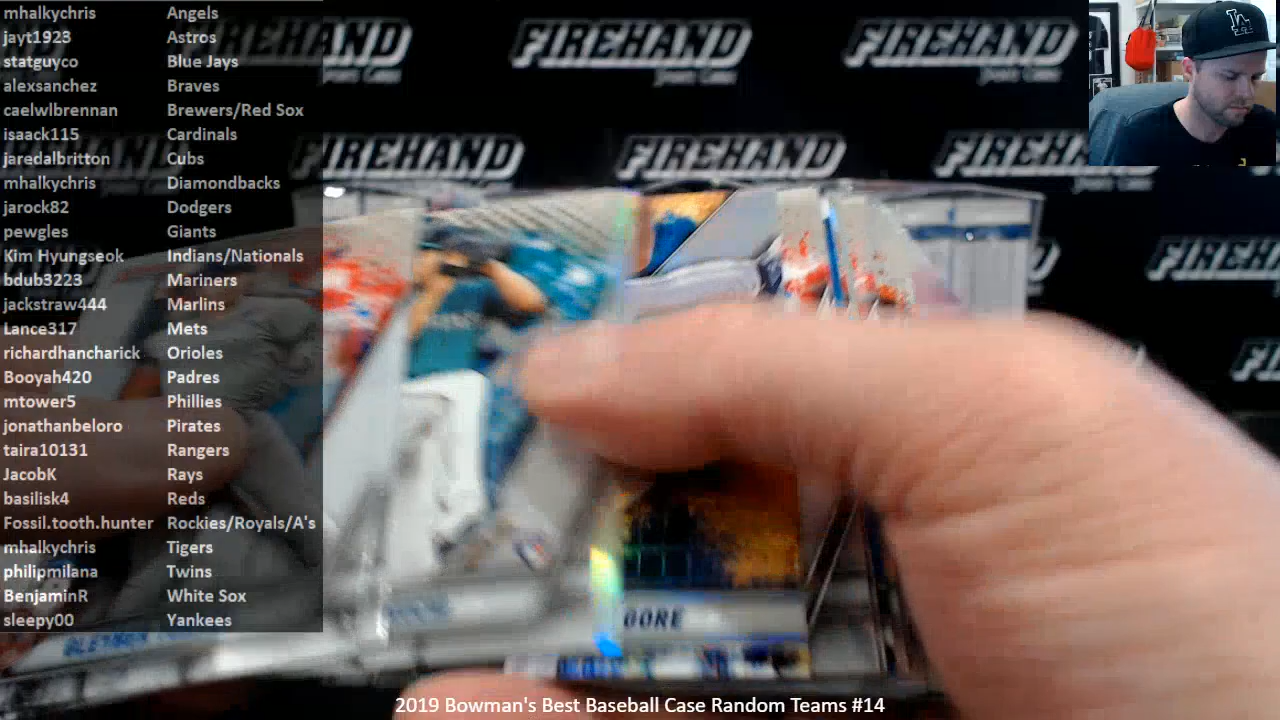 mhalkychris Angels
jayt1923 Astros
statguyco Blue Jays
alexsanchez Braves
caelwlbrennan Brewers/Red Sox
isaack115 Cardinals
jaredalbritton Cubs
mhalkychris Diamondbacks
jarock82 Dodgers
pewgles Giants
Kim Hyungseok Indians/Nationals
bdub3223 Mariners
jackstraw444 Marlins
Lance317 Mets
richardhancharick Orioles
Booyah420 Padres
mtower5 Phillies
jonathanbeloro Pirates
taira10131 Rangers
JacobK Rays
basilisk4 Reds
Fossil.tooth.hunter Rockies/Royals/A's
mhalkychris Tigers
philipmilana Twins
BenjaminR White Sox
sleepy00 Yankees
FIREHAND FIREHAND FIREHAND
FIREHAND FIREHAND FIREHAND
FIREHAND
LA
GORE
2019 Bowman's Best Baseball Case Random Teams #14